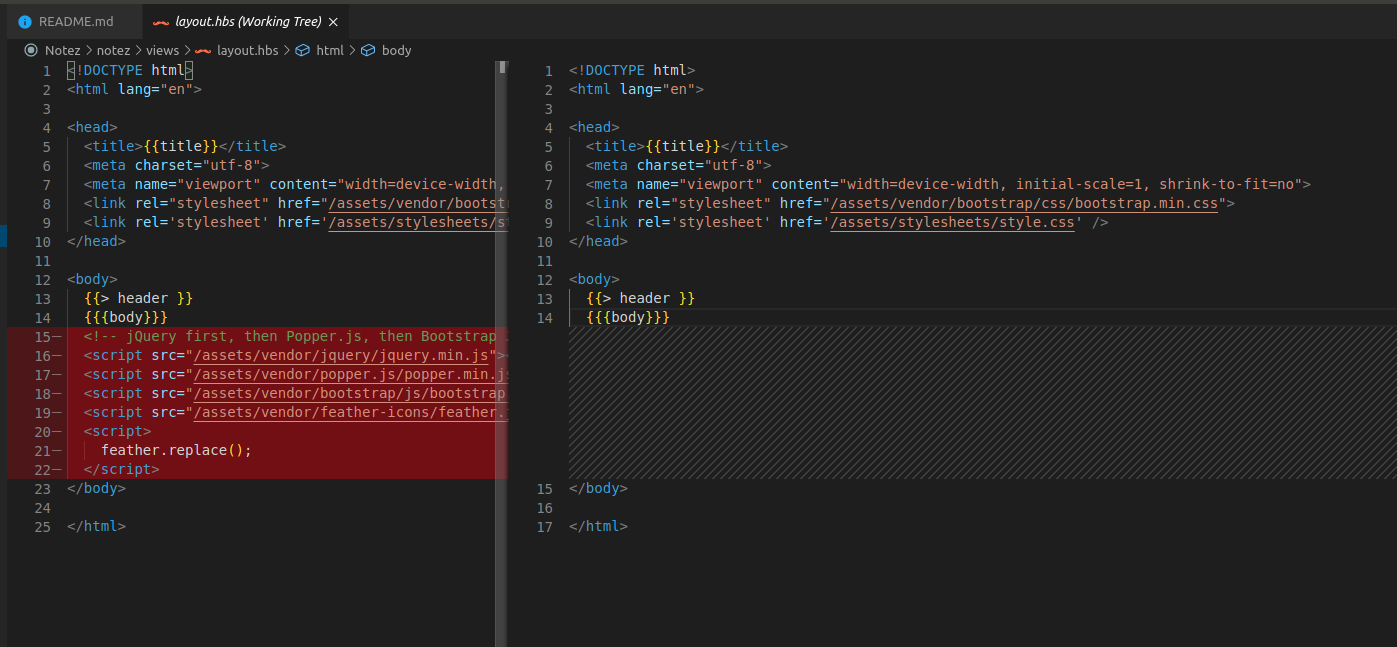 README.md
layout.hbs (Working Tree)
Notez > notez > views > layout.hbs > html > body
1 <!DOCTYPE html>
2 <html lang="en">
3
4 <head>
5 <title>{{title}}</title>
6 <meta charset="utf-8">
7 <meta name="viewport" content="width=device-width,
8 <link rel="stylesheet" href="/assets/vendor/bootst
9 <link rel='stylesheet' href='/assets/stylesheets/st
10 </head>
11
12 <body>
13 {{> header }}
14 {{{body}}}
15— <!-- jQuery first, then Popper.js, then Bootstrap
16— <script src="/assets/vendor/jquery/jquery.min.js"><
17— <script src="/assets/vendor/popper.js/popper.min.js
18— <script src="/assets/vendor/bootstrap/js/bootstrap
19— <script src="/assets/vendor/feather-icons/feather.
20— <script>
21— feather.replace();
22— </script>
23 </body>
24
25 </html>
1 <!DOCTYPE html>
2 <html lang="en">
3
4 <head>
5 <title>{{title}}</title>
6 <meta charset="utf-8">
7 <meta name="viewport" content="width=device-width, initial-scale=1, shrink-to-fit=no">
8 <link rel="stylesheet" href="/assets/vendor/bootstrap/css/bootstrap.min.css">
9 <link rel='stylesheet' href='/assets/stylesheets/style.css' />
10 </head>
11
12 <body>
13 {{> header }}
14 {{{body}}}
15 </body>
16
17 </html>